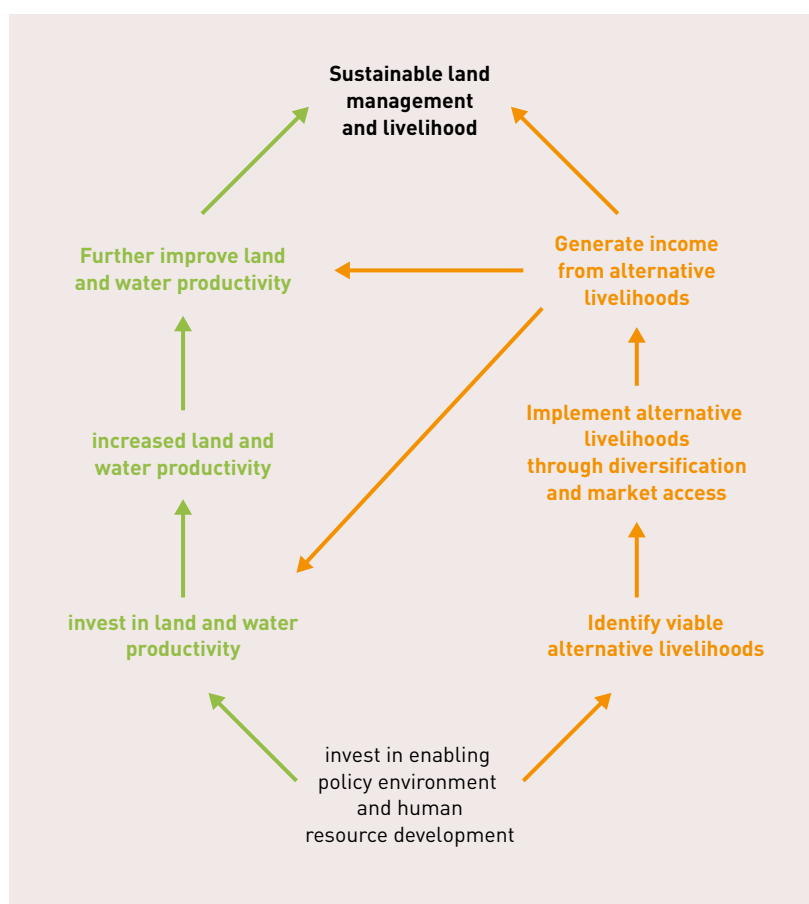 Sustainable land
management
and livelihood
Further improve land
and water productivity
Generate income
from alternative
livelihoods
increased land and
water productivity
Implement alternative
livelihoods
through diversification
and market access
invest in land and water
productivity
Identify viable
alternative livelihoods
invest in enabling
policy environment
and human
resource development